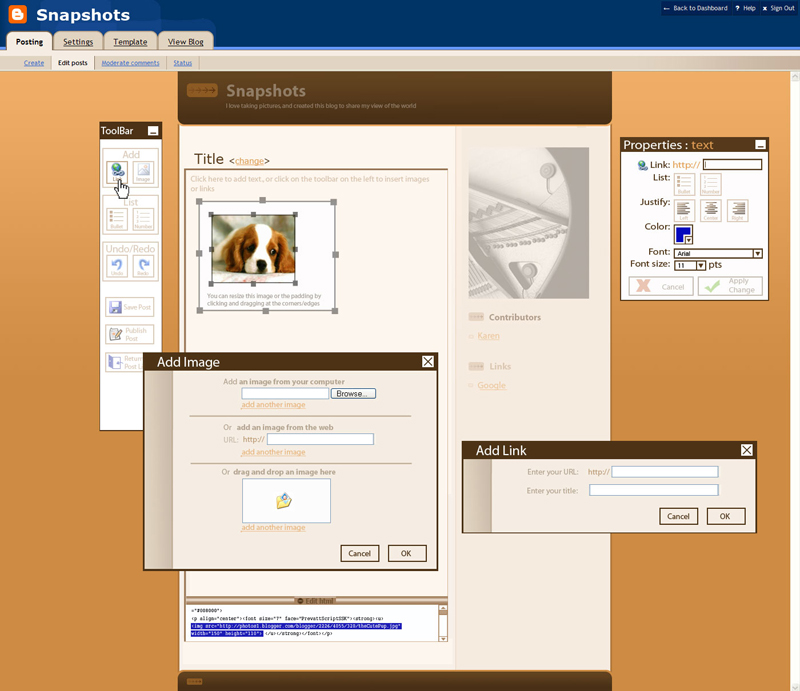 Snapshots
← Back to Dashboard ? Help x Sign Out
Posting Settings Template View Blog
Create Edit posts Moderate comments Status
Snapshots
I love taking pictures,and created this blog to share my view of the world
ToolBar
Add
Image
List
Bullet Number
Undo/Redo
Undo Redo
Save Post
Publish
Post
Return
Post
Title <change>
Click here to add text, or click on the toolbar on the left to insert images
or links
You can resize this image or the padding by
clicking and dragging at the corners/edges
Contributors
Karen
Links
Google
Properties : text
Link: http://
List:
Bullet Number
Justify:
Left Center Right
Color:
Font: Arial
Font size: 11 pts
Cancel
Apply
Change
Add Image
Add an image from your computer
Browse...
add another image
Or add an image from the web
URL: http://
add another image
Or drag and drop an image here
add another image
Cancel OK
Add Link
Enter your URL: http://
Enter your title:
Cancel OK
Edit html
>"#000000">
<p align="center"><font size="7" face="PrevattScriptSSK"><strong><u>
<img src="http://photos1.blogger.com/blogger/2226/4055/320/theCutePup.jpg"
width="150" height="110"> </u></strong></font></p>